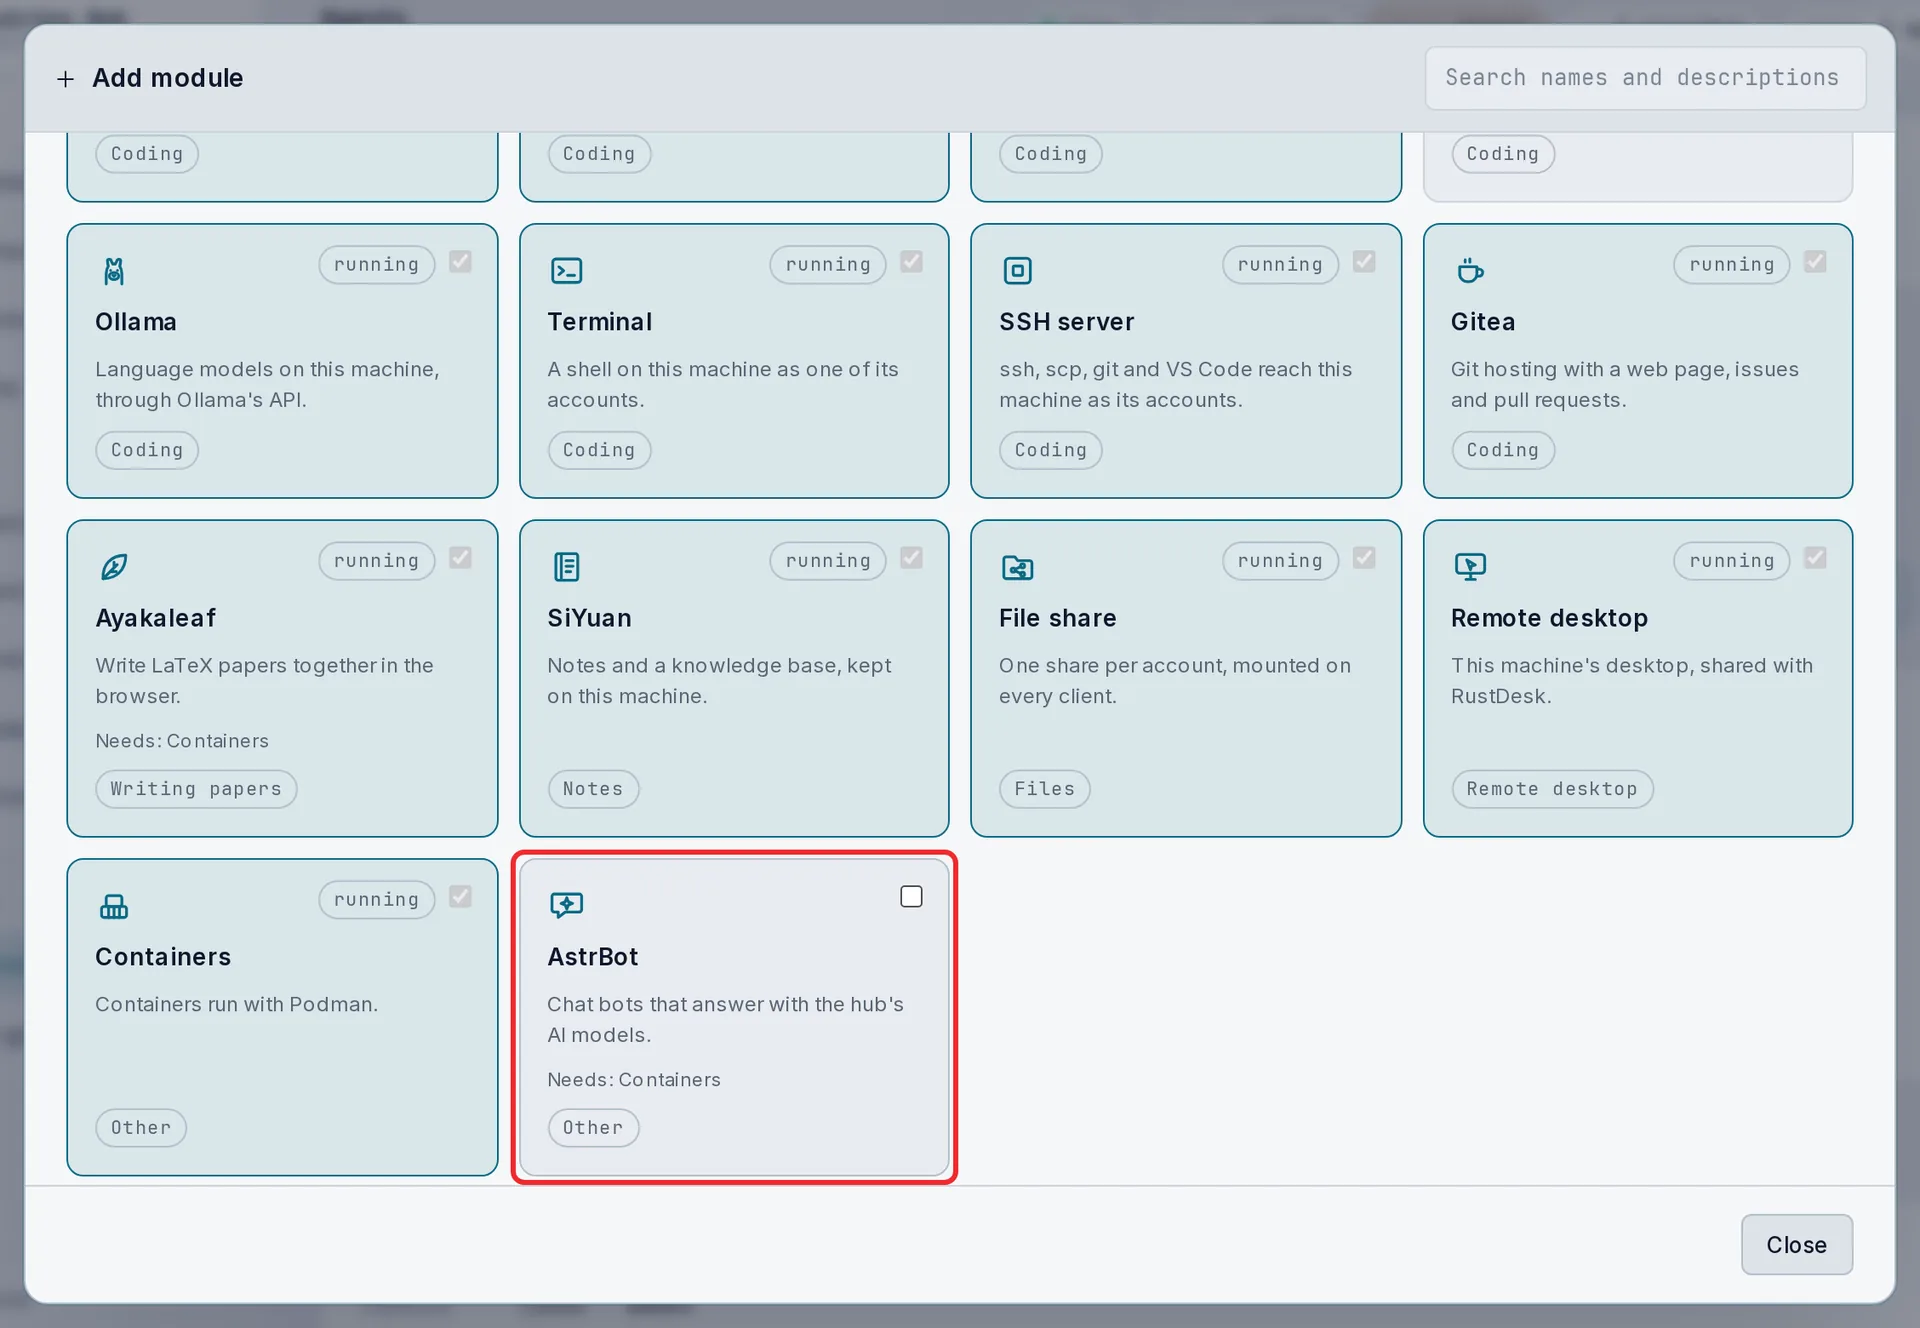 Add module
Search names and descriptions
Coding
Coding
Coding
Coding
running
running
running
running
Ollama
Terminal
SSH server
Gitea
Language models on this machine,
through Ollama's API.
A shell on this machine as one of its
accounts.
ssh, scp, git and VS Code reach this
machine as its accounts.
Git hosting with a web page, issues
and pull requests.
Coding
Coding
Coding
Coding
running
running
running
running
Ayakaleaf
SiYuan
File share
Remote desktop
Write LaTeX papers together in the
browser.
Notes and a knowledge base, kept
on this machine.
One share per account, mounted on
every client.
This machine's desktop, shared with
RustDesk.
Needs: Containers
Writing papers
Notes
Files
Remote desktop
running
Containers
AstrBot
Containers run with Podman.
Chat bots that answer with the hub's
AI models.
Needs: Containers
Other
Other
Close